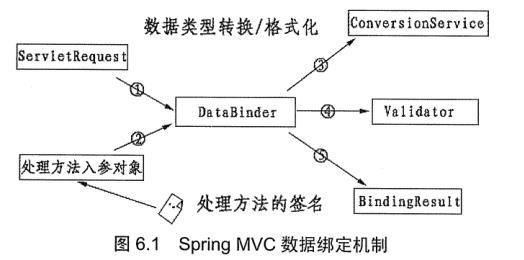 数据类型转换/格式化
ConversionService
ServletRequest
③
①
DataBinder
④
Validator
②
处理方法入参对象
⑤
处理方法的签名
BindingResult
图 6.1 Spring MVC 数据绑定机制